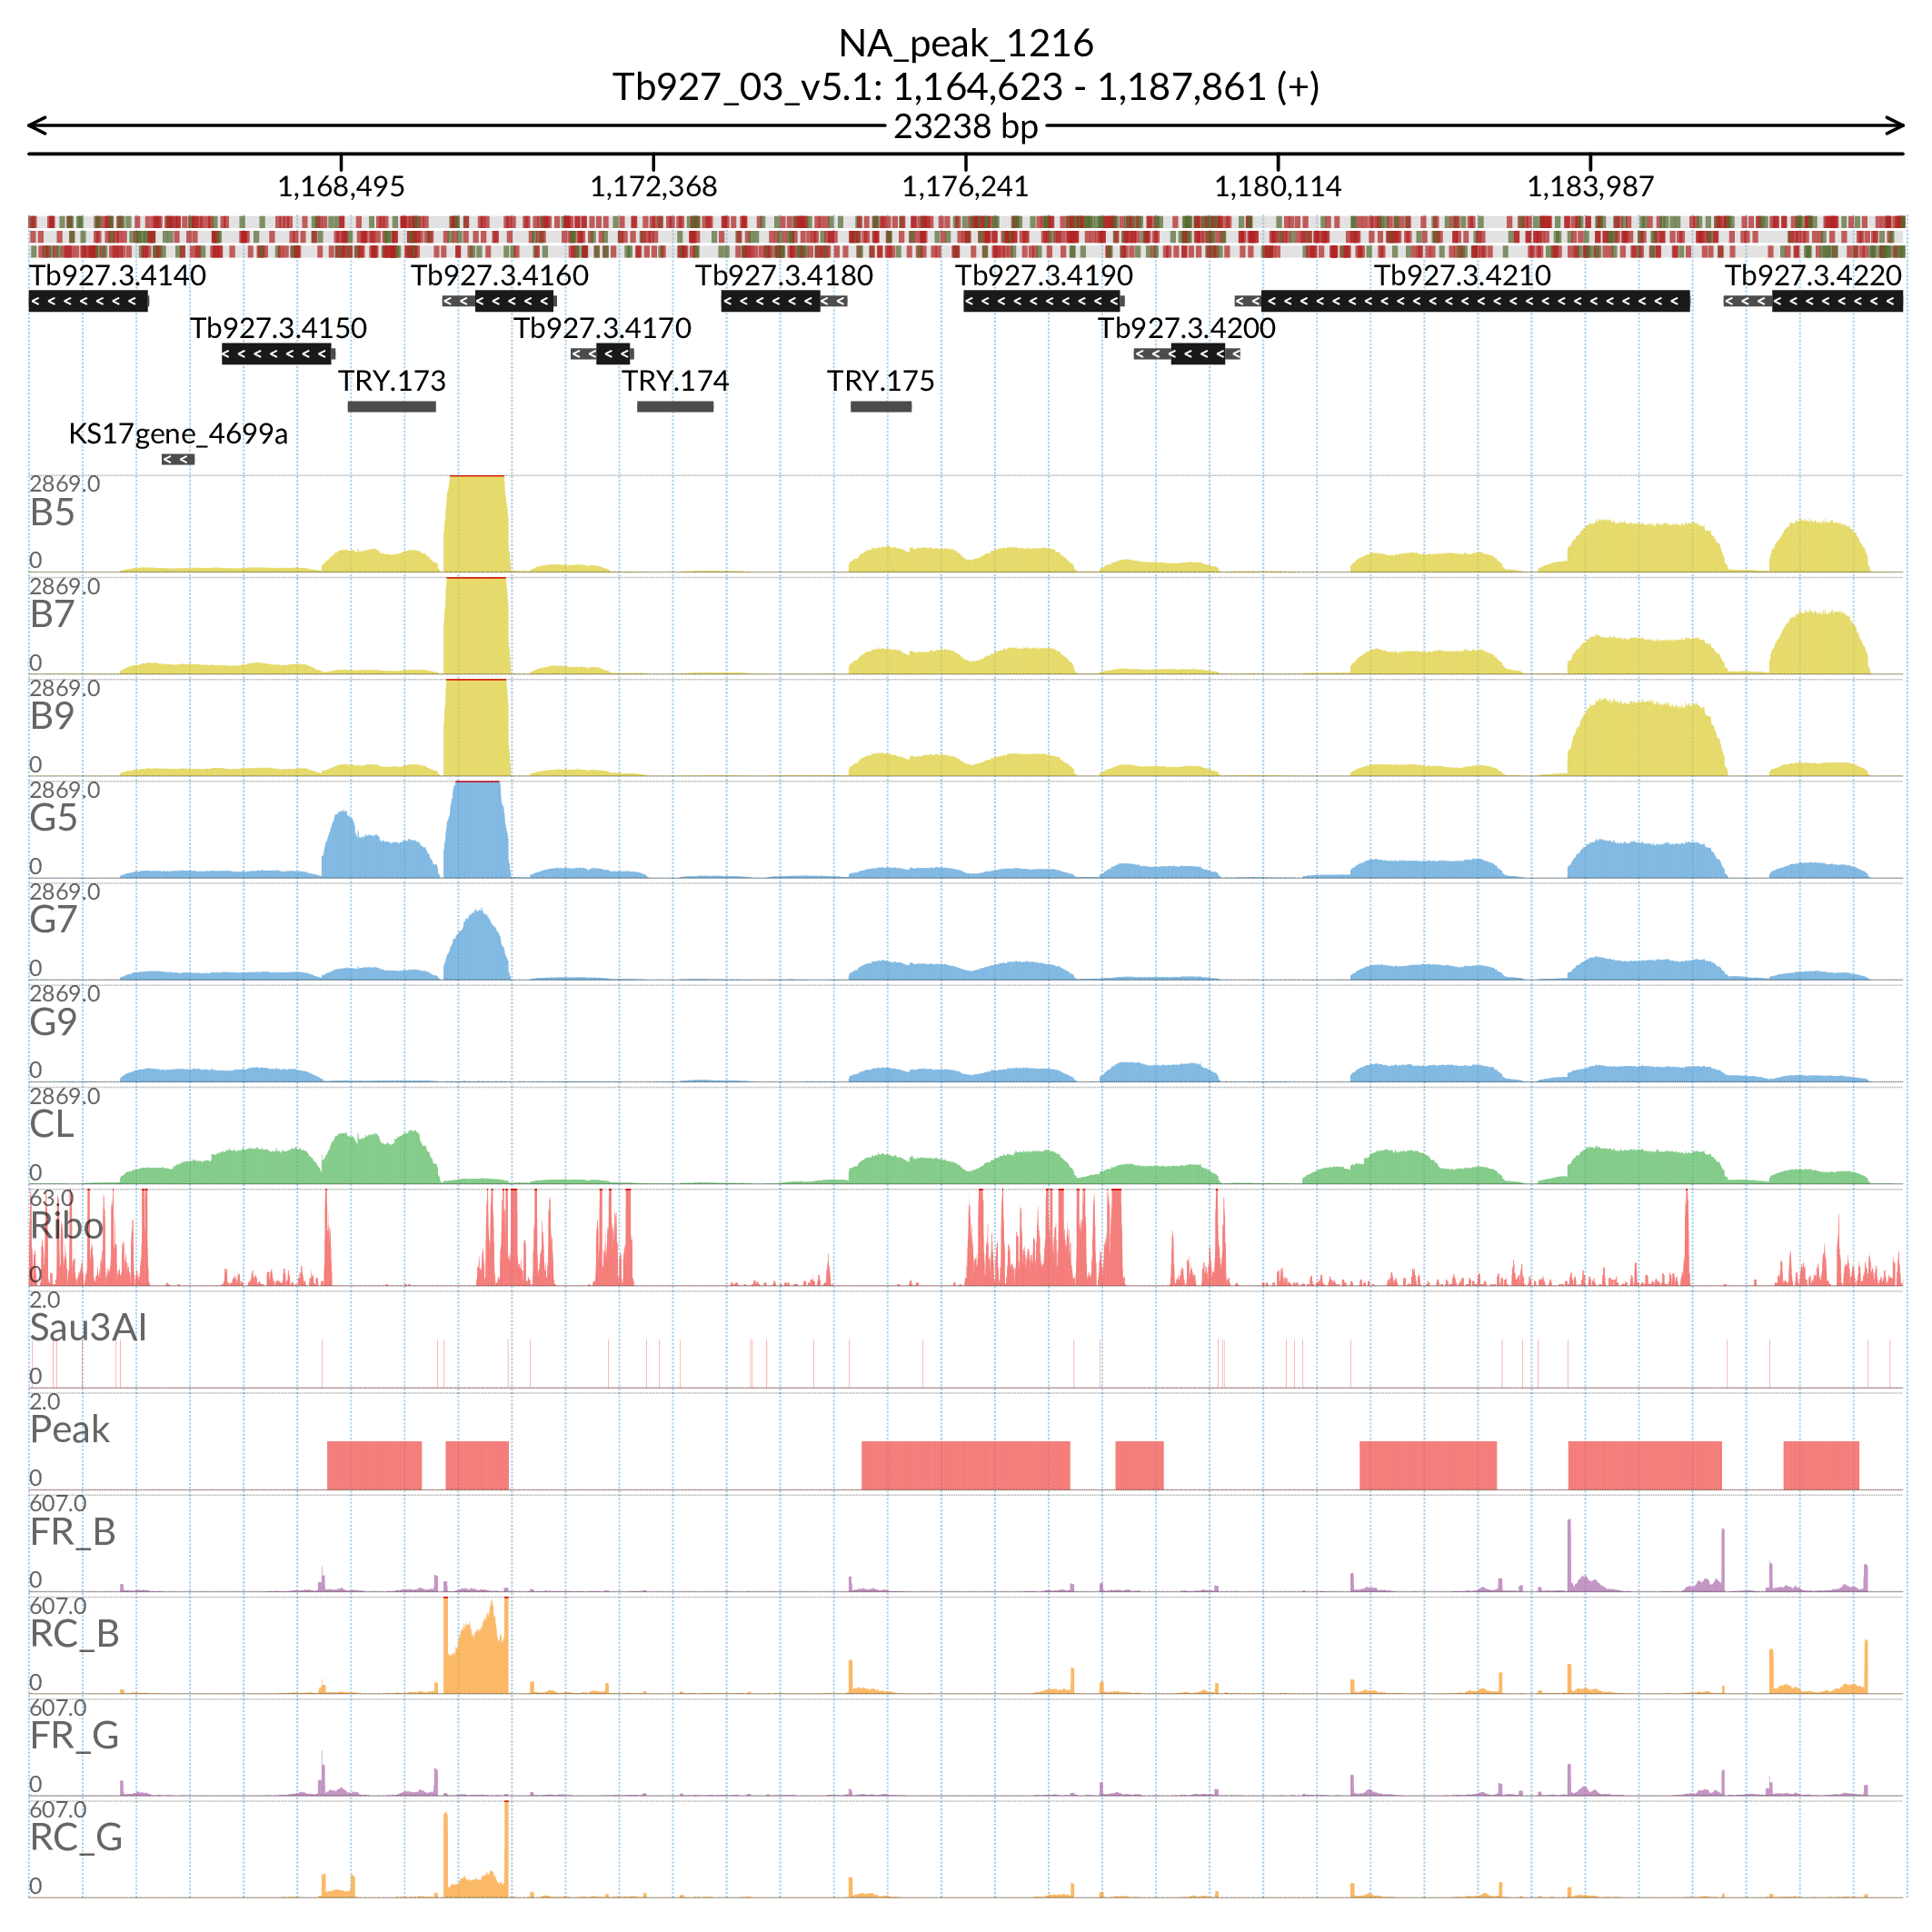 NA_peak_1216
Tb927_03_v5.1: 1,164,623 - 1,187,861 (+)
23238 bp
1,168,495 1,172,368 1,176,241 1,180,114 1,183,987
Tb927.3.4140 Tb927.3.4160 Tb927.3.4180 Tb927.3.4190 Tb927.3.4210 Tb927.3.4220
Tb927.3.4150 Tb927.3.4170 Tb927.3.4200
TRY.173 TRY.174 TRY.175
KS17gene_4699a
2869.0
B5
0
2869.0
B7
0
2869.0
B9
0
2869.0
G5
0
2869.0
G7
0
2869.0
G9
0
2869.0
CL
0
63.0
Ribo
0
2.0
Sau3AI
0
2.0
Peak
0
607.0
FR_B
0
607.0
RC_B
0
607.0
FR_G
0
607.0
RC_G
0